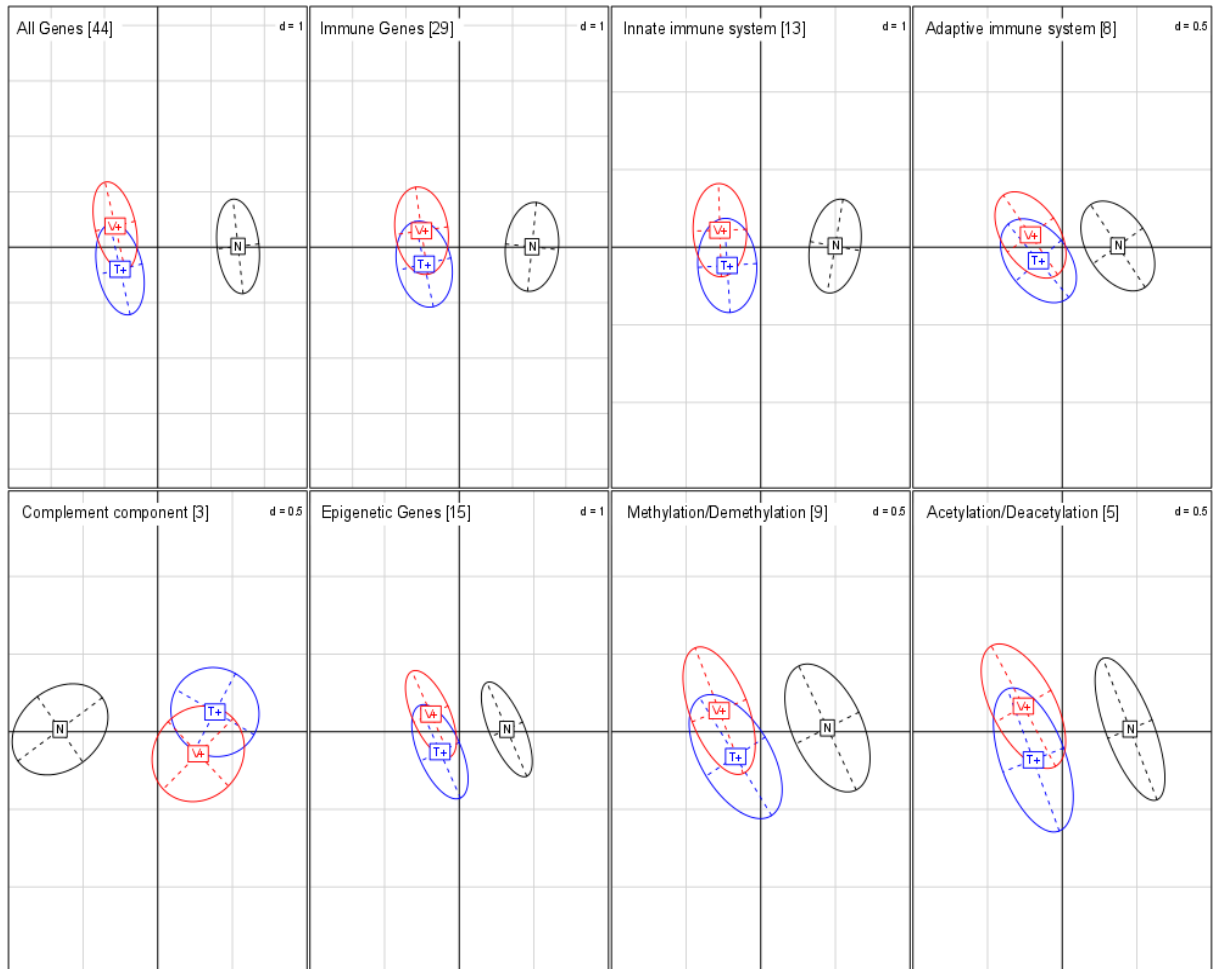 All Genes [44] d = 1
Immune Genes [29] d = 1
Innate immune system [13] d = 1
Adaptive immune system [8] d = 0.5
V+ T+ N
V+ T+ N
V+ T+ N
V+ T+ N
Complement component [3] d = 0.5
Epigenetic Genes [15] d = 1
Methylation/Demethylation [9] d = 0.5
Acetylation/Deacetylation [5] d = 0.5
N T+ V+
V+ T+ N
V+ T+ N
V+ T+ N